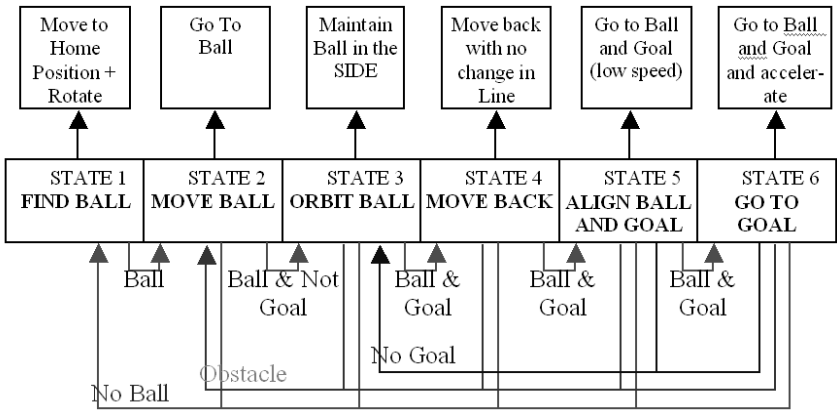 Move to
Home
Position +
Rotate
Go To
Ball
Maintain
Ball in the
SIDE
Move back
with no
change in
Line
Go to Ball
and Goal
(low speed)
Go to Ball
and Goal
and acceler-
ate
STATE 1
FIND BALL
STATE 2
MOVE BALL
STATE 3
ORBIT BALL
STATE 4
MOVE BACK
STATE 5
ALIGN BALL
AND GOAL
STATE 6
GO TO
GOAL
Ball
Ball & Not
Goal
Ball &
Goal
Ball &
Goal
Ball &
Goal
No Goal
Obstacle
No Ball